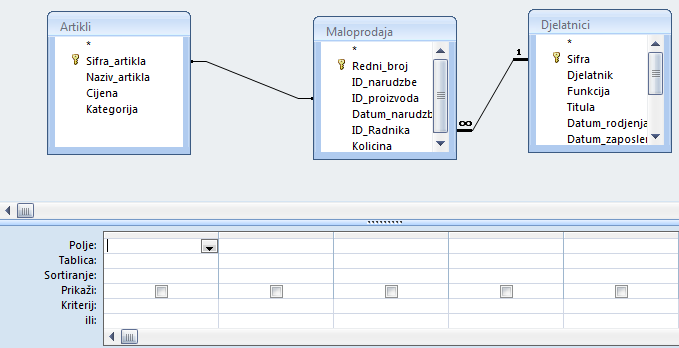 Artikli
*
Sifra_artikla
Naziv_artikla
Cijena
Kategorija
Maloprodaja
*
Redni_broj
ID_narudzbe
ID_proizvoda
Datum_narudzb
ID_Radnika
Kolicina
Djelatnici
*
Sifra
Djelatnik
Funkcija
Titula
Datum_rodjenja
Datum_zaposler
1
∞
Polje:
Tablica:
Sortiranje:
Prikaži:
Kriterij:
ili: